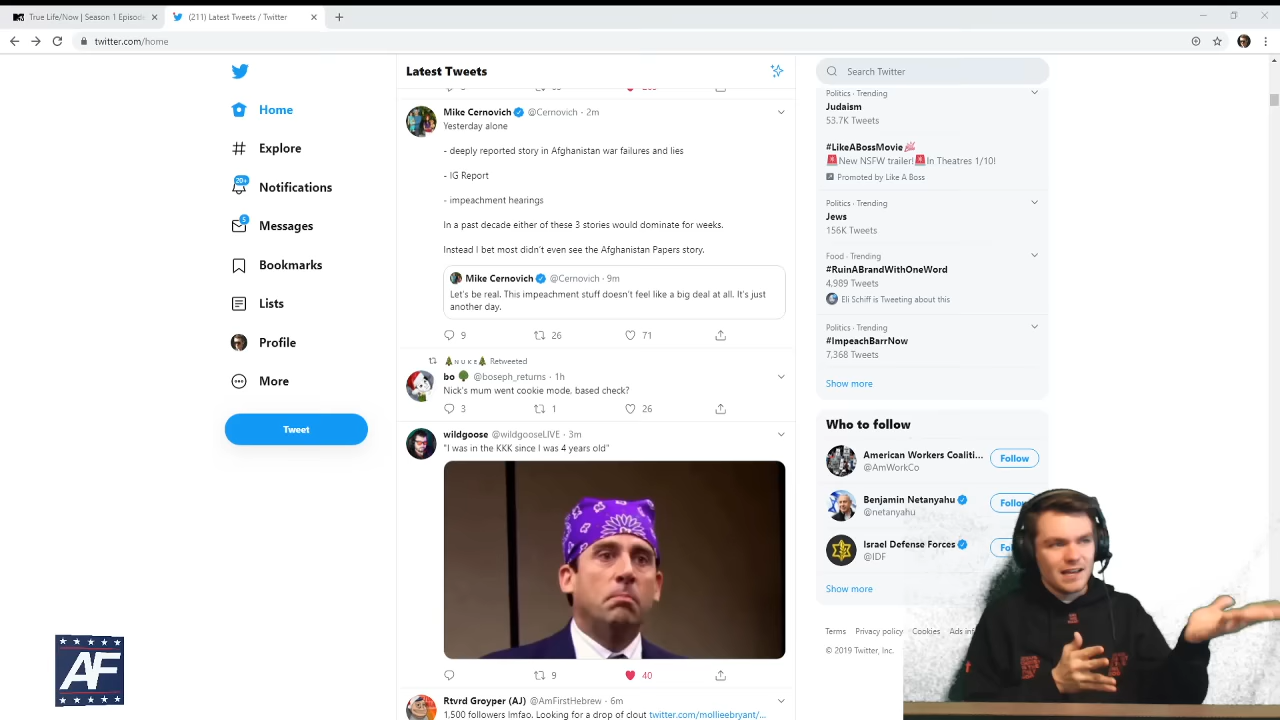 True Life/Now | Season 1 Episode
(211) Latest Tweets / Twitter
twitter.com/home
Home
Explore
20+
Notifications
5
Messages
Bookmarks
Lists
Profile
More
Tweet
AF
Latest Tweets
Mike Cernovich @Cernovich · 2m
Yesterday alone
- deeply reported story in Afghanistan war failures and lies
- IG Report
- impeachment hearings
In a past decade either of these 3 stories would dominate for weeks.
Instead I bet most didn't even see the Afghanistan Papers story.
Mike Cernovich @Cernovich · 9m
Let's be real. This impeachment stuff doesn't feel like a big deal at all. It's just
another day.
9 26 71
ɴᴜᴋᴇ Retweeted
bo @boseph_returns · 1h
Nick's mum went cookie mode, based check?
3 1 26
wildgoose @wildgooseLIVE · 3m
"I was in the KKK since I was 4 years old"
9 40
Rtvrd Groyper (AJ) @AmFirstHebrew · 6m
1,500 followers lmfao. Looking for a drop of clout twitter.com/mollieebryant/...
Search Twitter
Politics · Trending
Judaism
53.7K Tweets
#LikeABossMovie
🚨New NSFW trailer!🚨In Theatres 1/10!
Promoted by Like A Boss
Politics · Trending
Jews
156K Tweets
Food · Trending
#RuinABrandWithOneWord
4,989 Tweets
Eli Schiff is Tweeting about this
Politics · Trending
#ImpeachBarrNow
7,368 Tweets
Show more
Who to follow
American Workers Coaliti...
@AmWorkCo
Follow
Benjamin Netanyahu
@netanyahu
Follow
Israel Defense Forces
@IDF
Fo
Show more
Terms Privacy policy Cookies Ads inf
© 2019 Twitter, Inc.